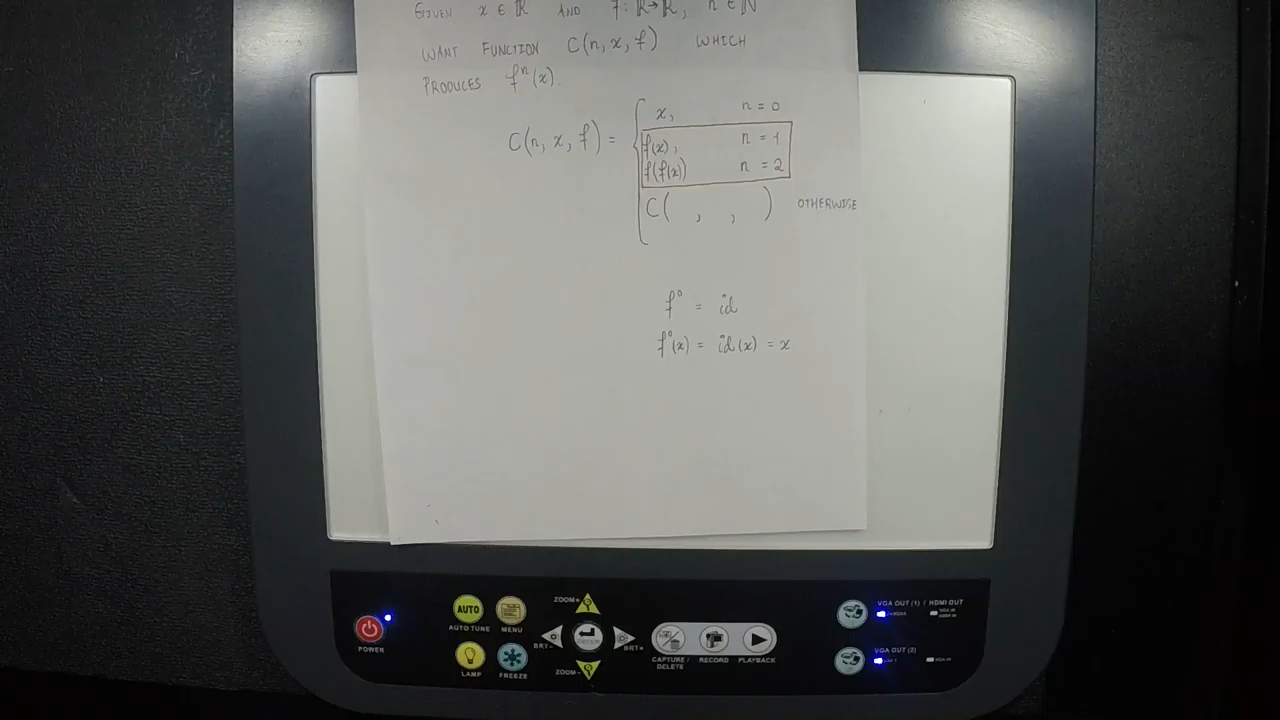 GIVEN x ∈ ℝ AND f: ℝ→ℝ, n ∈ ℕ
WANT FUNCTION C(n, x, f) WHICH
PRODUCES fⁿ(x).
C(n, x, f) = { x, n = 0
f(x), n = 1
f(f(x)) n = 2
C( , , ) OTHERWISE
f⁰ = id
f⁰(x) = id(x) = x
POWER
AUTO
AUTO TUNE
MENU
LAMP
FREEZE
ZOOM+
BRT-
BRT+
ZOOM-
CAPTURE / DELETE
RECORD
PLAYBACK
VGA OUT (1) / HDMI OUT
VGA OUT (2)